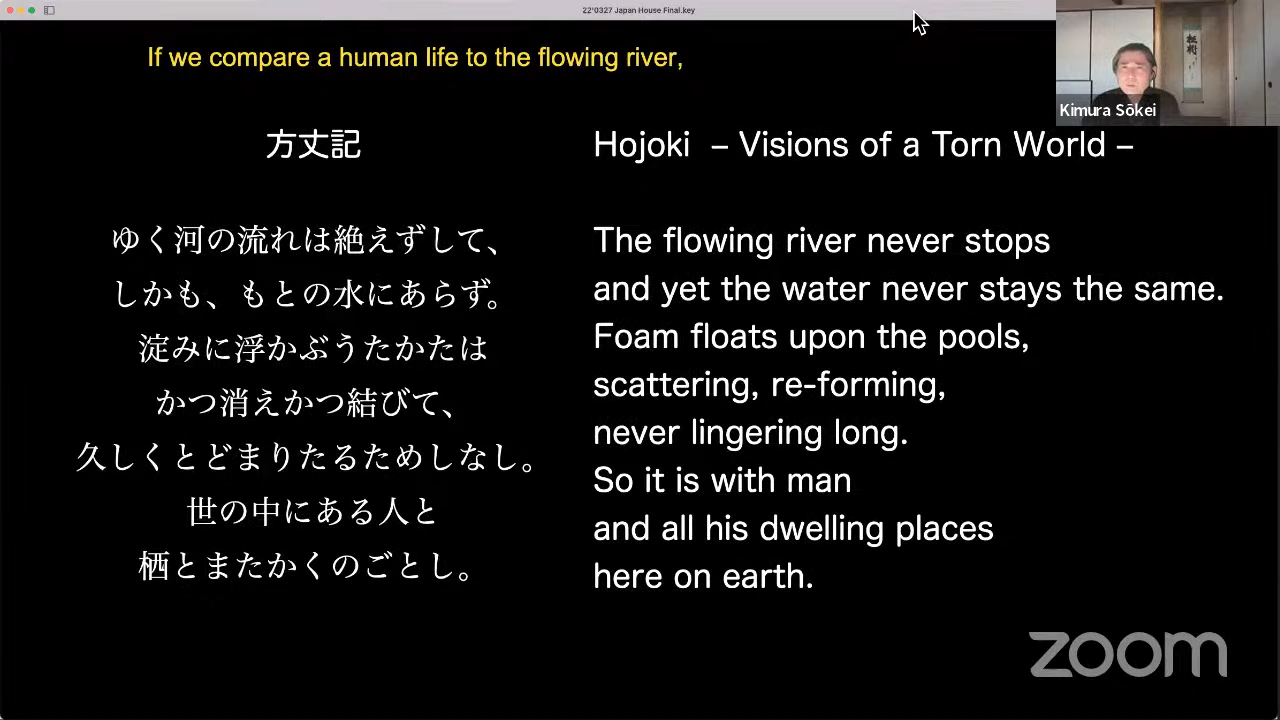 22'0327 Japan House Final.key
If we compare a human life to the flowing river,
Kimura Sōkei
方丈記
ゆく河の流れは絶えずして、
しかも、もとの水にあらず。
淀みに浮かぶうたかたは
かつ消えかつ結びて、
久しくとどまりたるためしなし。
世の中にある人と
栖とまたかくのごとし。
Hojoki – Visions of a Torn World –
The flowing river never stops
and yet the water never stays the same.
Foam floats upon the pools,
scattering, re-forming,
never lingering long.
So it is with man
and all his dwelling places
here on earth.
zoom